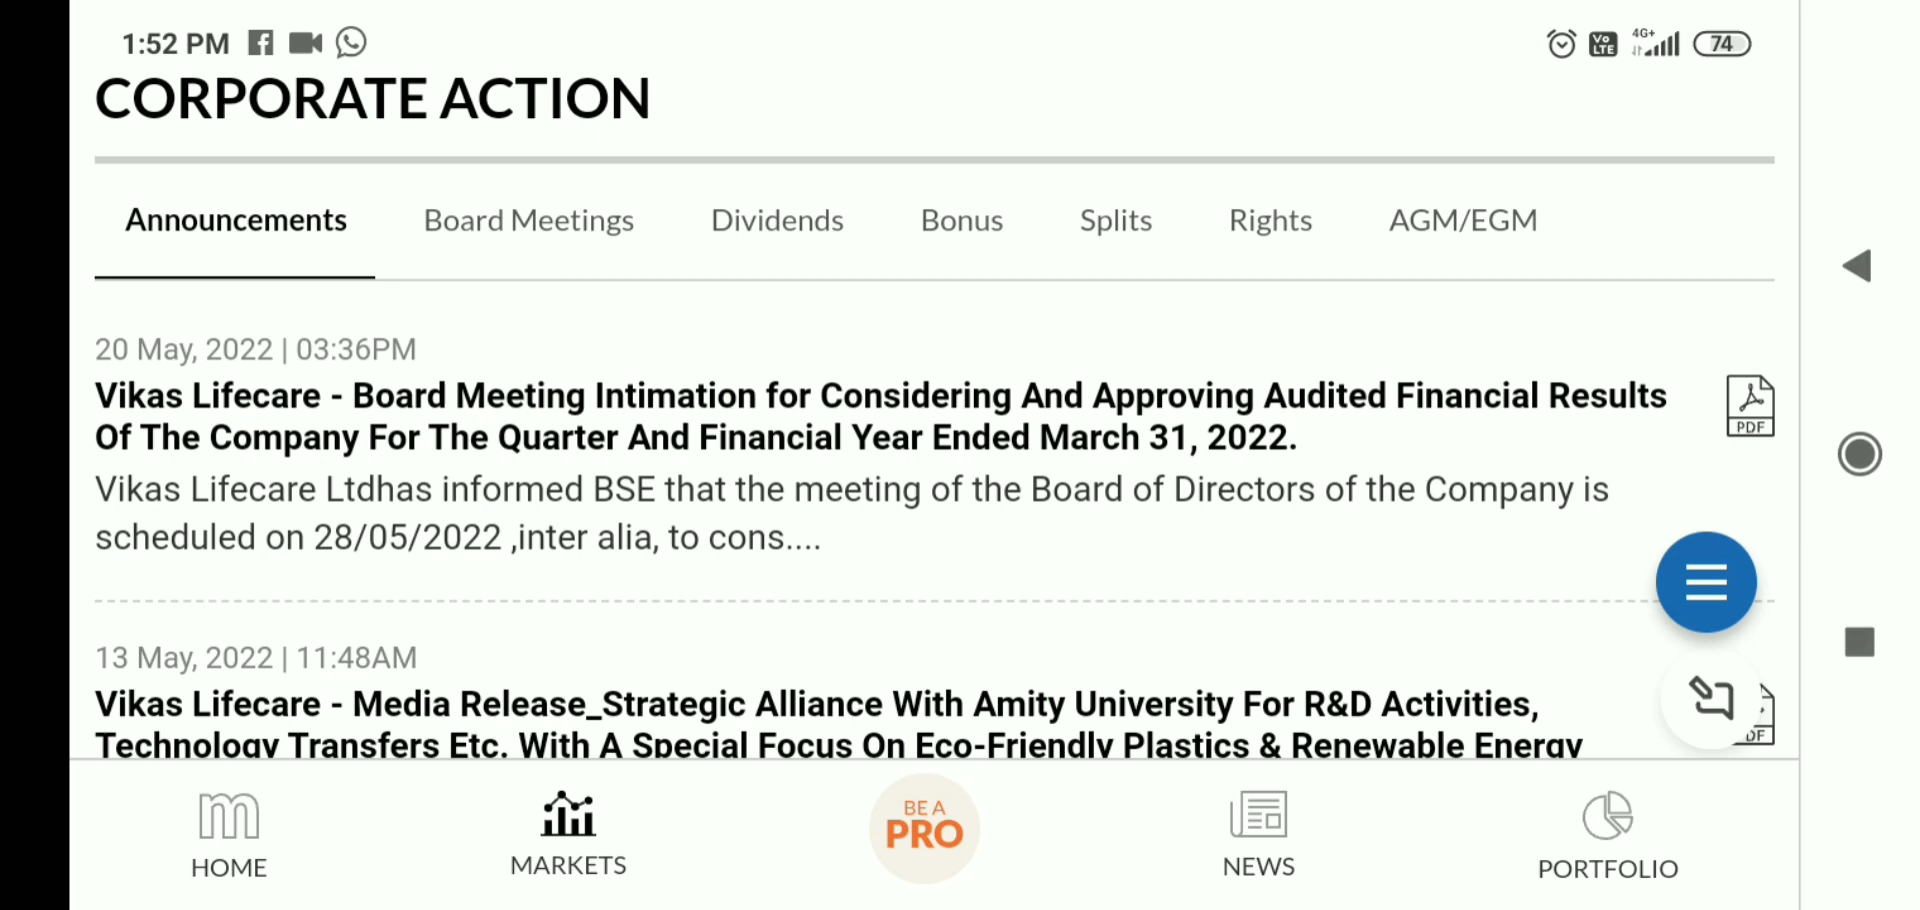 1:52 PM
Vo LTE 4G+ 74
CORPORATE ACTION
Announcements Board Meetings Dividends Bonus Splits Rights AGM/EGM
20 May, 2022 | 03:36PM
Vikas Lifecare - Board Meeting Intimation for Considering And Approving Audited Financial Results
Of The Company For The Quarter And Financial Year Ended March 31, 2022.
PDF
Vikas Lifecare Ltdhas informed BSE that the meeting of the Board of Directors of the Company is
scheduled on 28/05/2022 ,inter alia, to cons....
13 May, 2022 | 11:48AM
Vikas Lifecare - Media Release_Strategic Alliance With Amity University For R&D Activities,
Technology Transfers Etc. With A Special Focus On Eco-Friendly Plastics & Renewable Energy
DF
m
BE A
PRO
HOME MARKETS NEWS PORTFOLIO